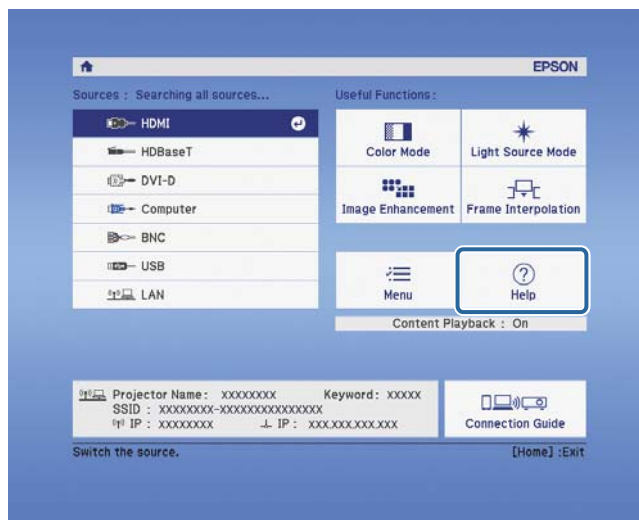 EPSON
Sources : Searching all sources...
Useful Functions :
HDMI
HDBaseT
DVI-D
Computer
BNC
USB
LAN
Color Mode
Light Source Mode
Image Enhancement
Frame Interpolation
Menu
Help
Content Playback : On
Projector Name : XXXXXXXX Keyword : XXXXX
SSID : XXXXXXXX-XXXXXXXXXXXXXXX
IP : XXXXXXXX IP : XXX.XXX.XXX.XXX
Connection Guide
Switch the source. [Home] :Exit